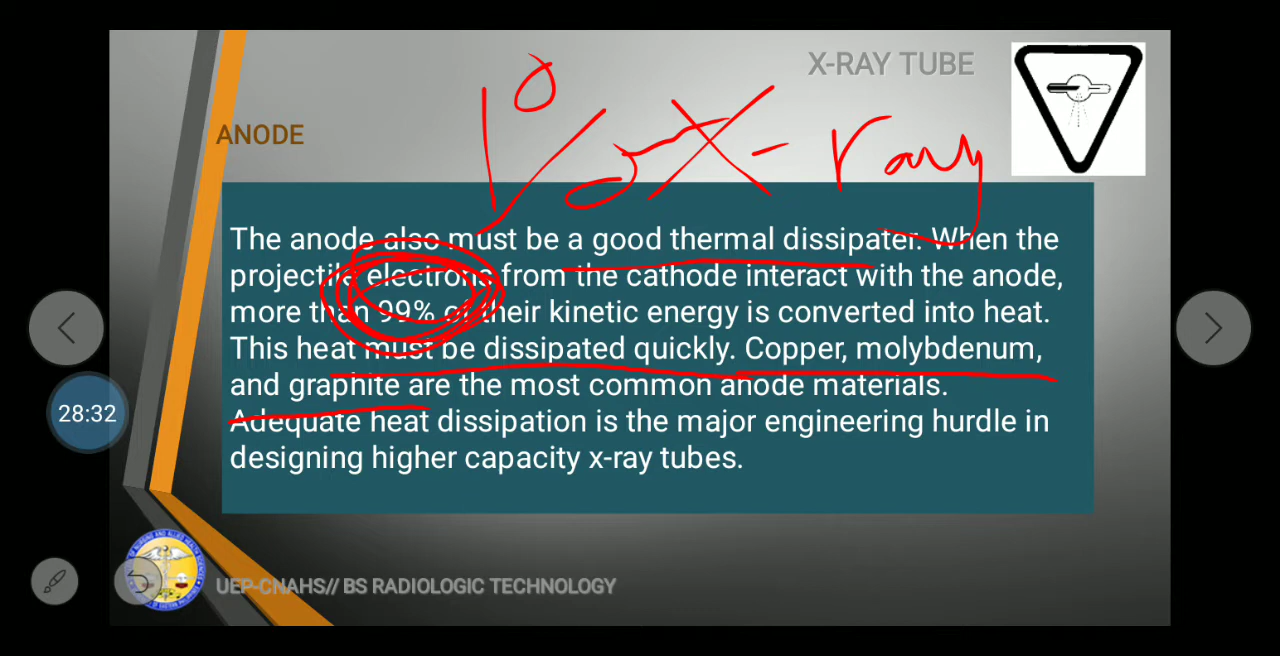 X-RAY TUBE
1% X-ray
ANODE
The anode also must be a good thermal dissipater. When the
projectile electrons from the cathode interact with the anode,
more than 99% of their kinetic energy is converted into heat.
This heat must be dissipated quickly. Copper, molybdenum,
and graphite are the most common anode materials.
Adequate heat dissipation is the major engineering hurdle in
designing higher capacity x-ray tubes.
28:32
UEP-CNAHS// BS RADIOLOGIC TECHNOLOGY